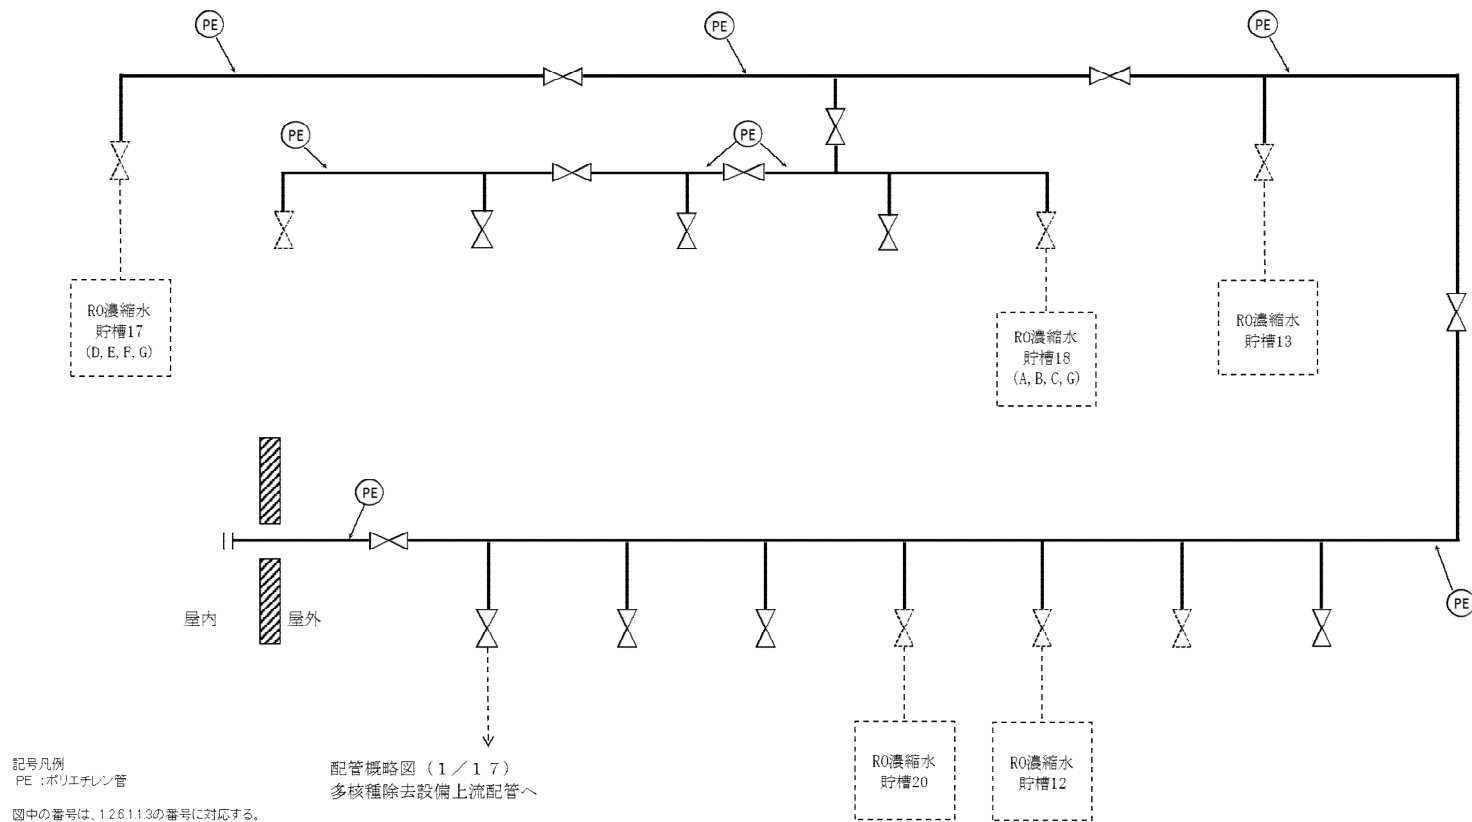 PE
PE
PE
PE
PE
RO濃縮水
貯槽17
(D, E, F, G)
RO濃縮水
貯槽18
(A, B, C, G)
RO濃縮水
貯槽13
PE
PE
屋内
屋外
RO濃縮水
貯槽20
RO濃縮水
貯槽12
配管概略図（１／１７）
多核種除去設備上流配管へ
記号凡例
PE ：ポリエチレン管
図中の番号は、1.2.6.1.1.3の番号に対応する。